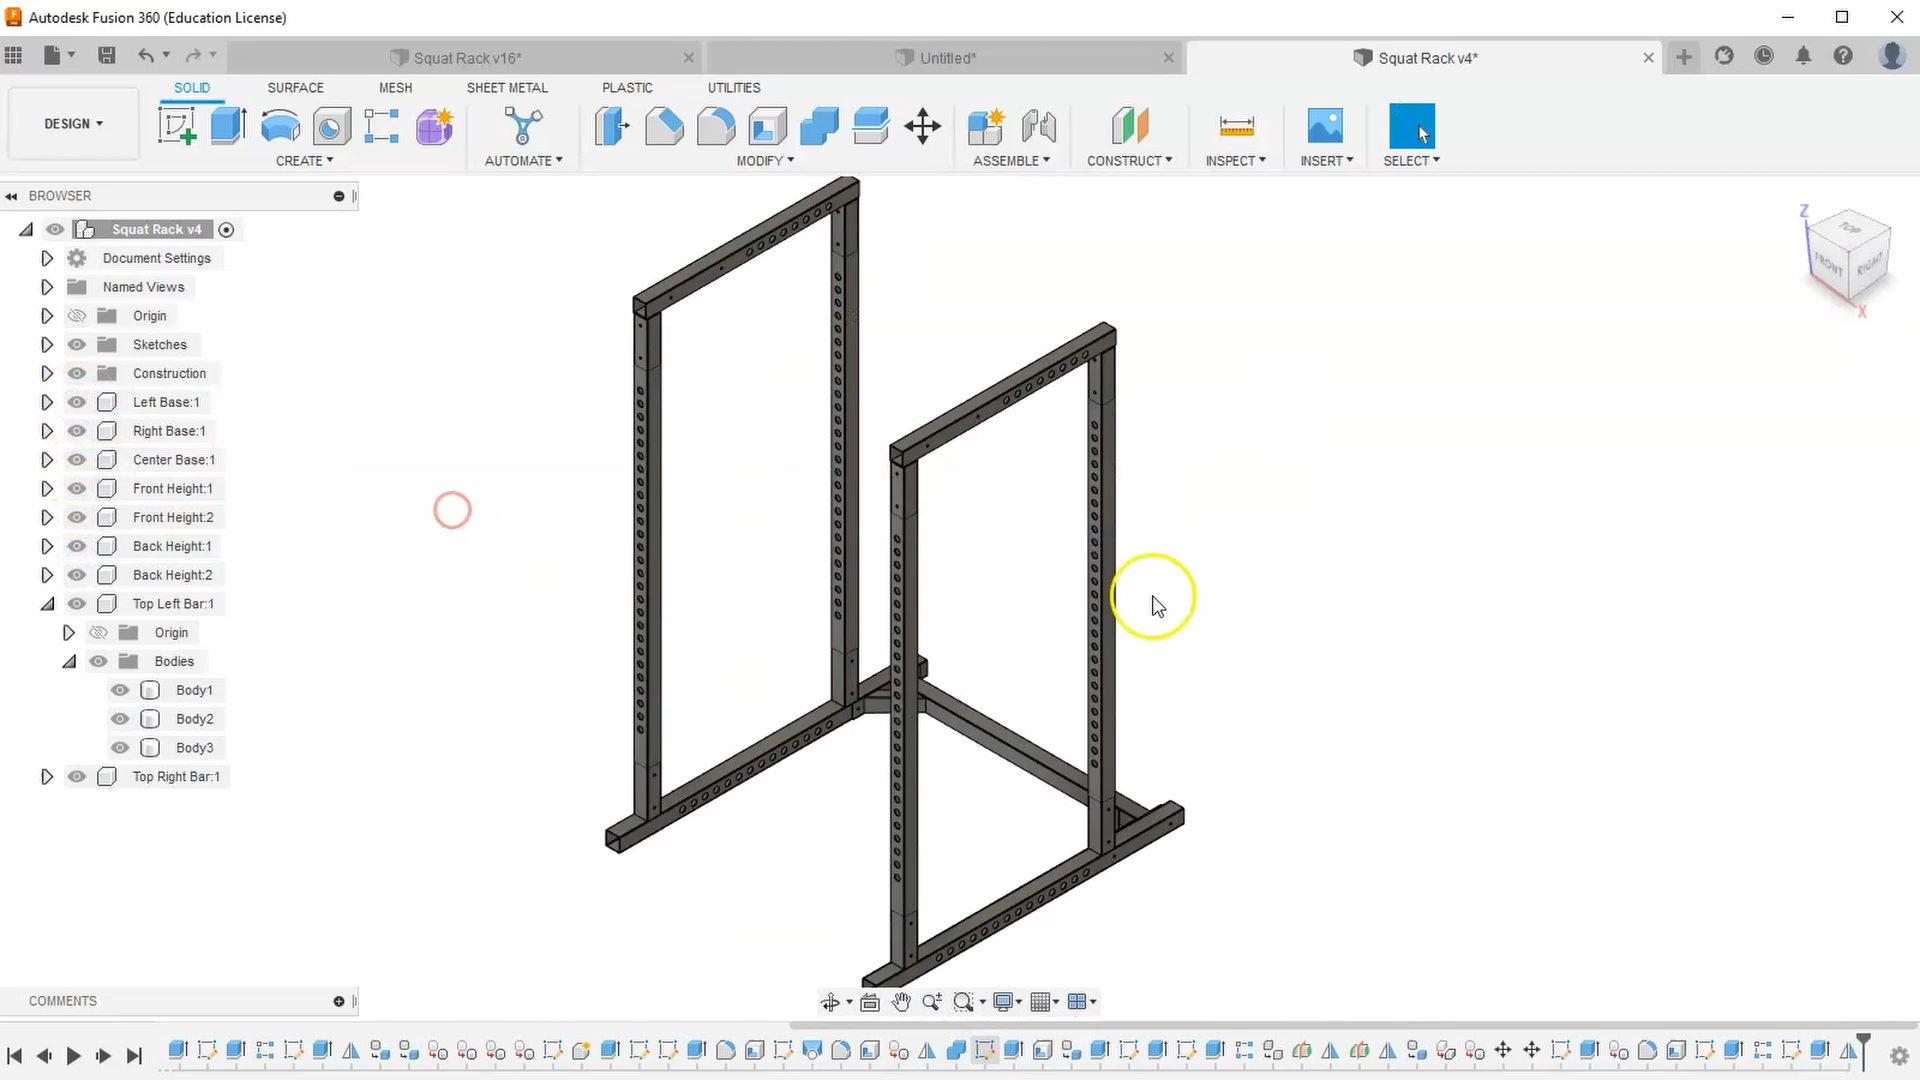 Autodesk Fusion 360 (Education License)
Squat Rack v16*
Untitled*
Squat Rack v4*
SOLID
SURFACE
MESH
SHEET METAL
PLASTIC
UTILITIES
DESIGN
CREATE
AUTOMATE
MODIFY
ASSEMBLE
CONSTRUCT
INSPECT
INSERT
SELECT
BROWSER
Squat Rack v4
Document Settings
Named Views
Origin
Sketches
Construction
Left Base:1
Right Base:1
Center Base:1
Front Height:1
Front Height:2
Back Height:1
Back Height:2
Top Left Bar:1
Origin
Bodies
Body1
Body2
Body3
Top Right Bar:1
Z
TOP
FRONT
RIGHT
X
COMMENTS